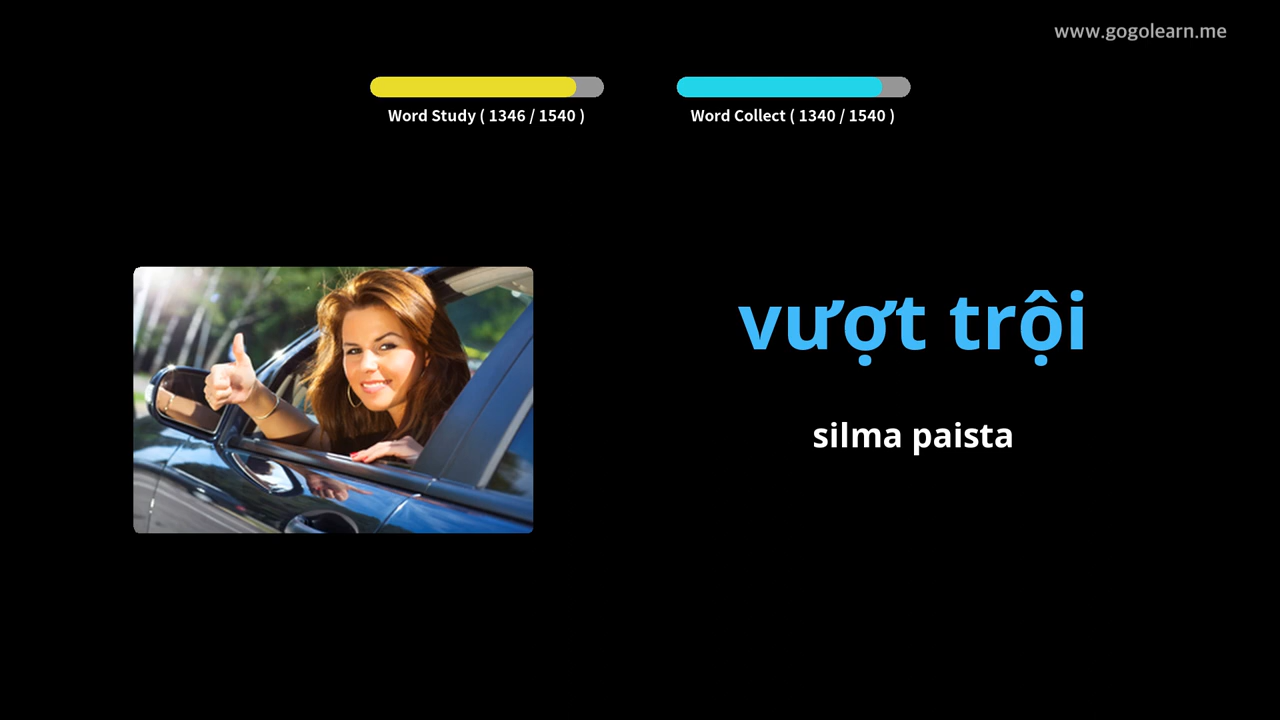 www.gogolearn.me
Word Study ( 1346 / 1540 )
Word Collect ( 1340 / 1540 )
vượt trội
silma paista